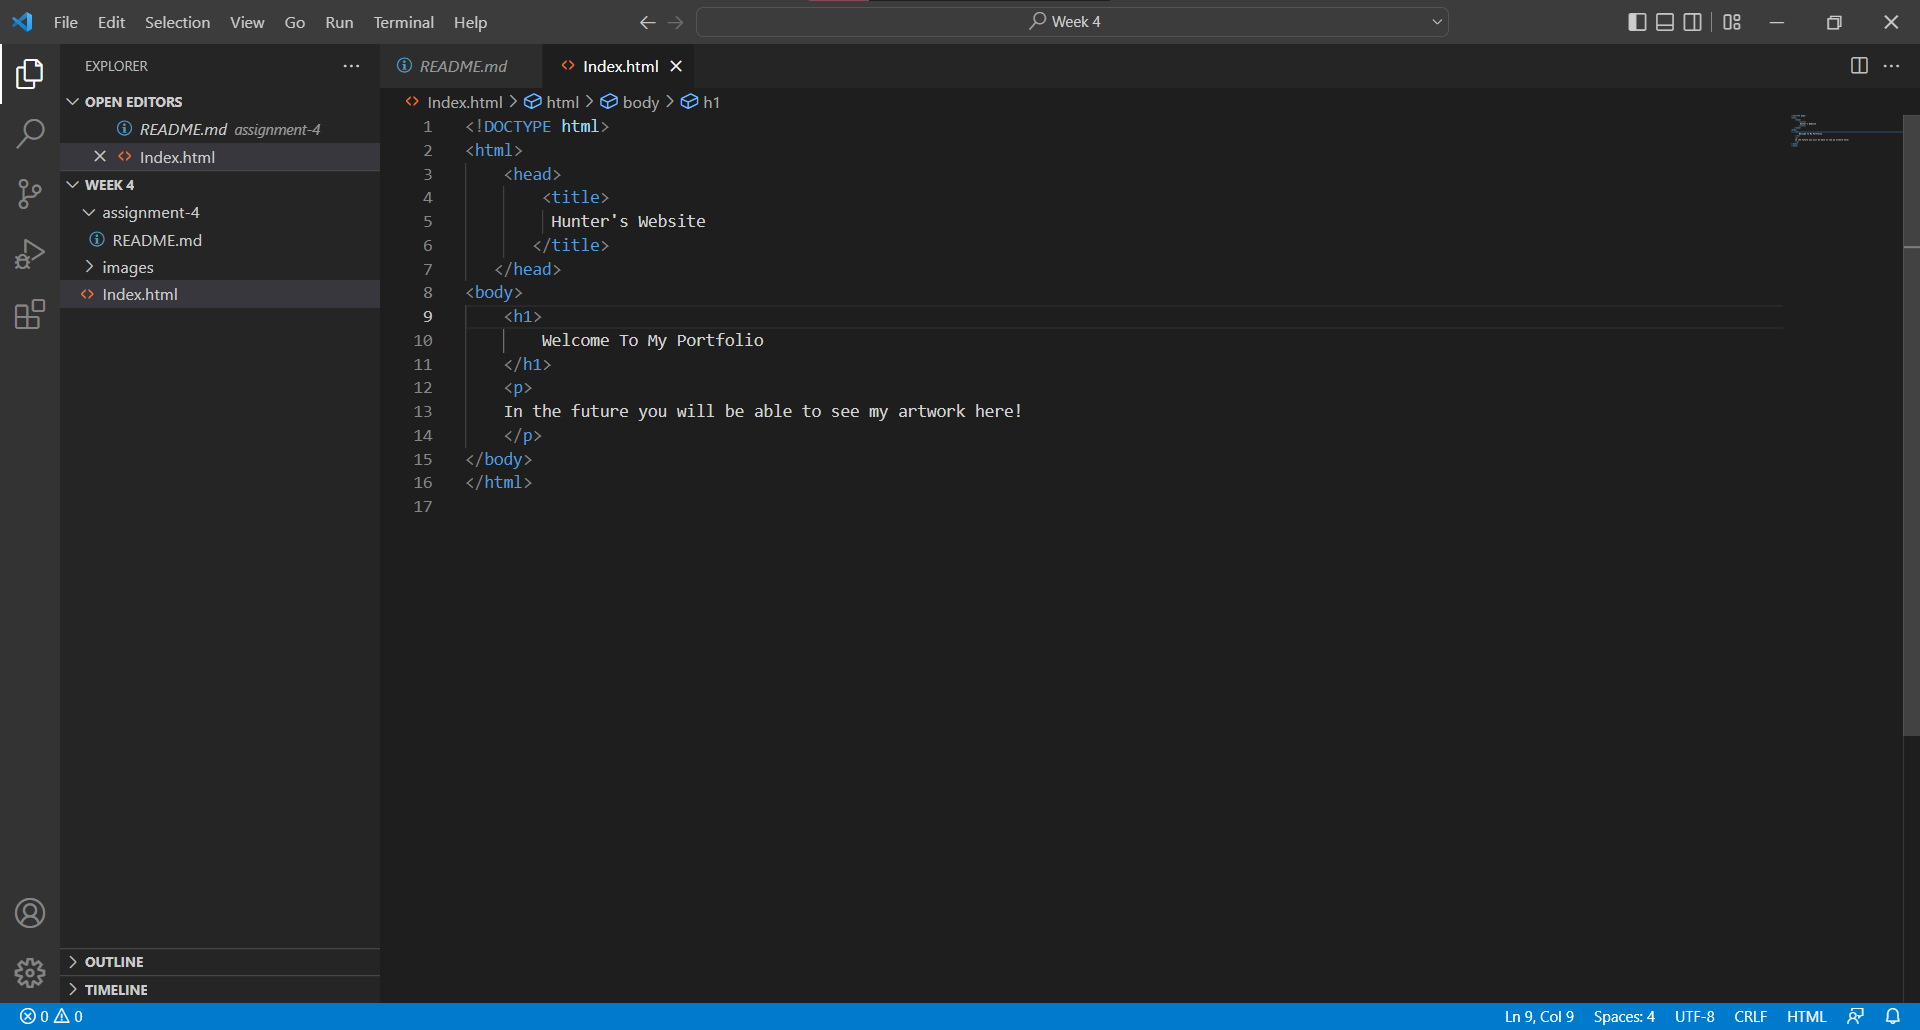 File Edit Selection View Go Run Terminal Help
Week 4
EXPLORER
OPEN EDITORS
README.md assignment-4
Index.html
WEEK 4
assignment-4
README.md
images
Index.html
OUTLINE
TIMELINE
README.md Index.html
Index.html > html > body > h1
1 <!DOCTYPE html>
2 <html>
3 <head>
4 <title>
5 Hunter's Website
6 </title>
7 </head>
8 <body>
9 <h1>
10 Welcome To My Portfolio
11 </h1>
12 <p>
13 In the future you will be able to see my artwork here!
14 </p>
15 </body>
16 </html>
17
0 0 Ln 9, Col 9 Spaces: 4 UTF-8 CRLF HTML